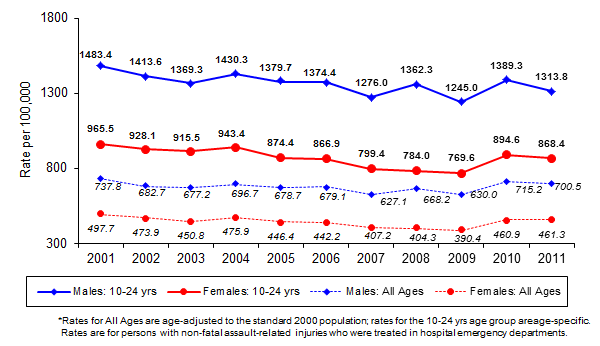 1800
1483.4 1413.6 1369.3 1430.3 1379.7 1374.4 1276.0 1362.3 1245.0 1389.3 1313.8
1300
Rate per 100,000
965.5 928.1 915.5 943.4 874.4 866.9 799.4 784.0 769.6 894.6 868.4
800
737.8 682.7 677.2 696.7 678.7 679.1 627.1 668.2 630.0 715.2 700.5
497.7 473.9 450.8 475.9 446.4 442.2 407.2 404.3 390.4 460.9 461.3
300
2001 2002 2003 2004 2005 2006 2007 2008 2009 2010 2011
Males: 10-24 yrs Females: 10-24 yrs Males: All Ages Females: All Ages
*Rates for All Ages are age-adjusted to the standard 2000 population; rates for the 10-24 yrs age group areage-specific.
Rates are for persons with non-fatal assault-related injuries who were treated in hospital emergency departments.